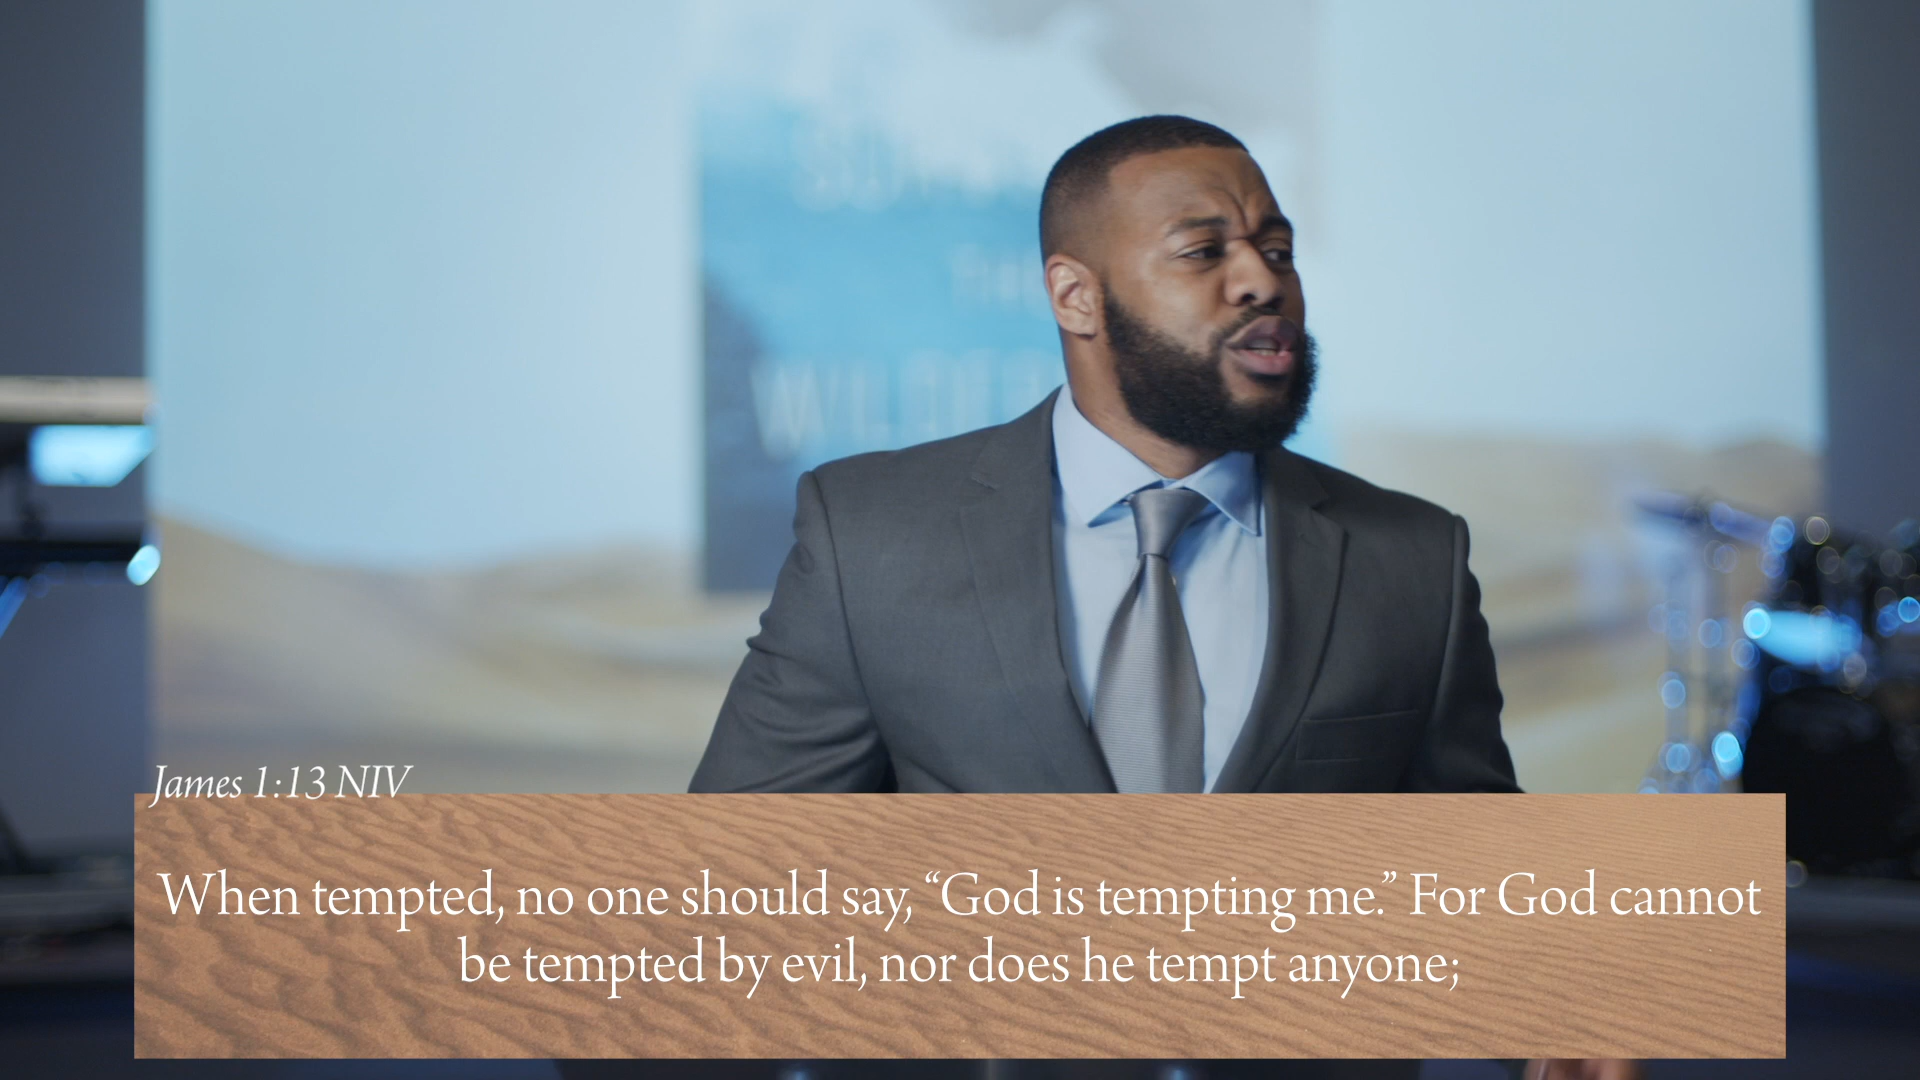 James 1:13 NIV
When tempted, no one should say, “God is tempting me.” For God cannot
be tempted by evil, nor does he tempt anyone;